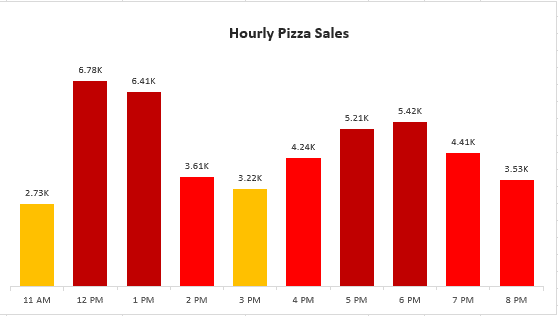 Hourly Pizza Sales
2.73K
6.78K
6.41K
3.61K
3.22K
4.24K
5.21K
5.42K
4.41K
3.53K
11 AM 12 PM 1 PM 2 PM 3 PM 4 PM 5 PM 6 PM 7 PM 8 PM